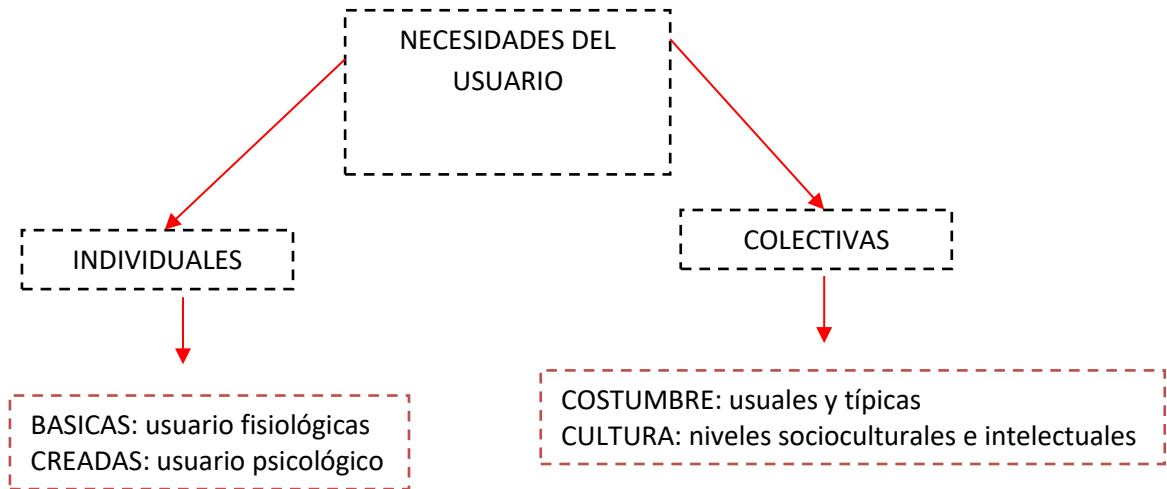 NECESIDADES DEL
USUARIO
INDIVIDUALES
COLECTIVAS
BASICAS: usuario fisiológicas
CREADAS: usuario psicológico
COSTUMBRE: usuales y típicas
CULTURA: niveles socioculturales e intelectuales